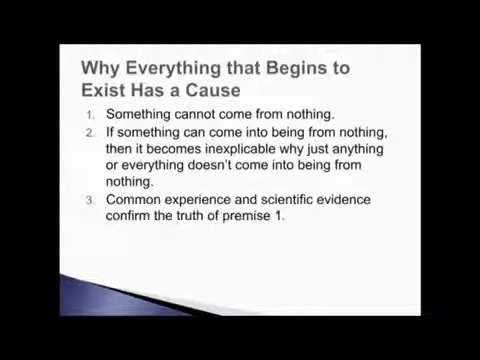 Why Everything that Begins to
Exist Has a Cause
1. Something cannot come from nothing.
2. If something can come into being from nothing,
then it becomes inexplicable why just anything
or everything doesn't come into being from
nothing.
3. Common experience and scientific evidence
confirm the truth of premise 1.